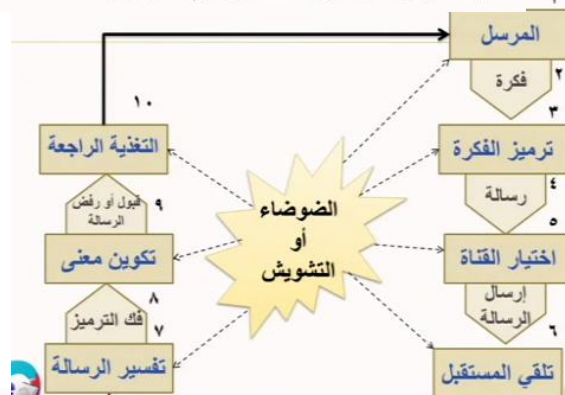 المرسل
٢
فكرة
٣
ترميز الفكرة
٤
رسالة
٥
اختيار القناة
إرسال
الرسالة
٦
تلقي المستقبل
٧
تفسير الرسالة
٨
فك الترميز
تكوين معنى
٩
قبول أو رفض
الرسالة
١٠
التغذية الراجعة
الضوضاء
أو
التشويش